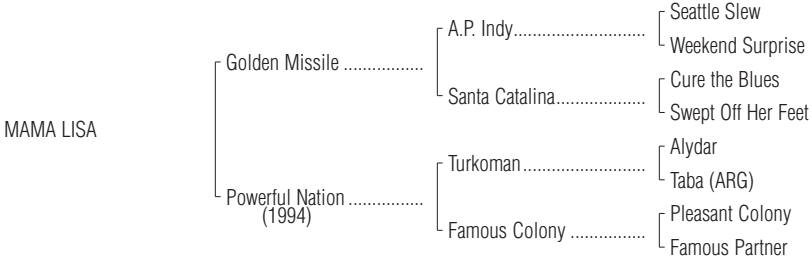 Seattle Slew
A.P. Indy............................
Weekend Surprise
Golden Missile .................
Cure the Blues
Santa Catalina...................
Swept Off Her Feet
MAMA LISA
Alydar
Turkoman..........................
Taba (ARG)
Powerful Nation ................
(1994)
Pleasant Colony
Famous Colony ................
Famous Partner